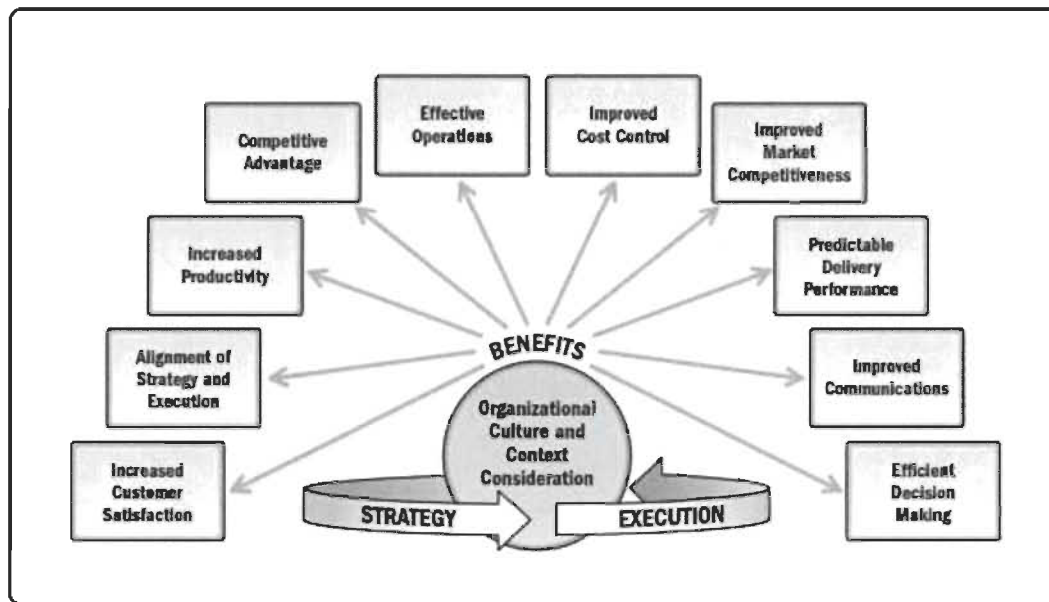 Effective
Operations
Improved
Cost Control
Competitive
Advantage
Improved
Market
Competitiveness
Increased
Productivity
Predictable
Delivery
Performance
BENEFITS
Alignment of
Strategy and
Execution
Improved
Communications
Organizational
Culture and
Context
Consideration
Increased
Customer
Satisfaction
Efficient
Decision
Making
STRATEGY
EXECUTION